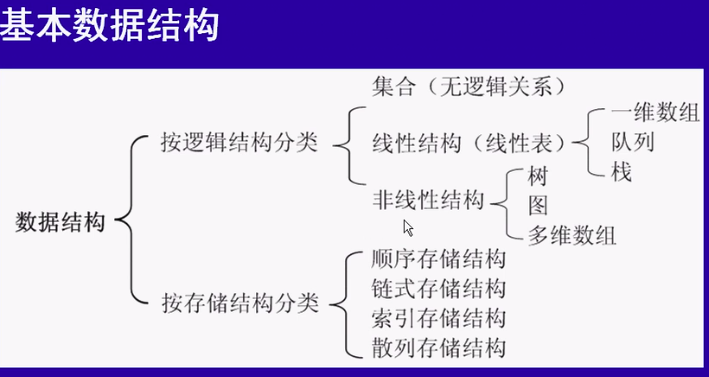 基本数据结构
集合（无逻辑关系）
一维数组
按逻辑结构分类
线性结构（线性表）
队列
栈
树
非线性结构
图
数据结构
多维数组
顺序存储结构
链式存储结构
按存储结构分类
索引存储结构
散列存储结构